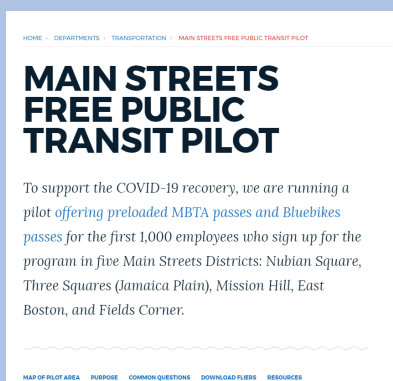 HOME › DEPARTMENTS › TRANSPORTATION › MAIN STREETS FREE PUBLIC TRANSIT PILOT
MAIN STREETS
FREE PUBLIC
TRANSIT PILOT
To support the COVID-19 recovery, we are running a
pilot offering preloaded MBTA passes and Bluebikes
passes for the first 1,000 employees who sign up for the
program in five Main Streets Districts: Nubian Square,
Three Squares (Jamaica Plain), Mission Hill, East
Boston, and Fields Corner.
MAP OF PILOT AREA PURPOSE COMMON QUESTIONS DOWNLOAD FLIERS RESOURCES